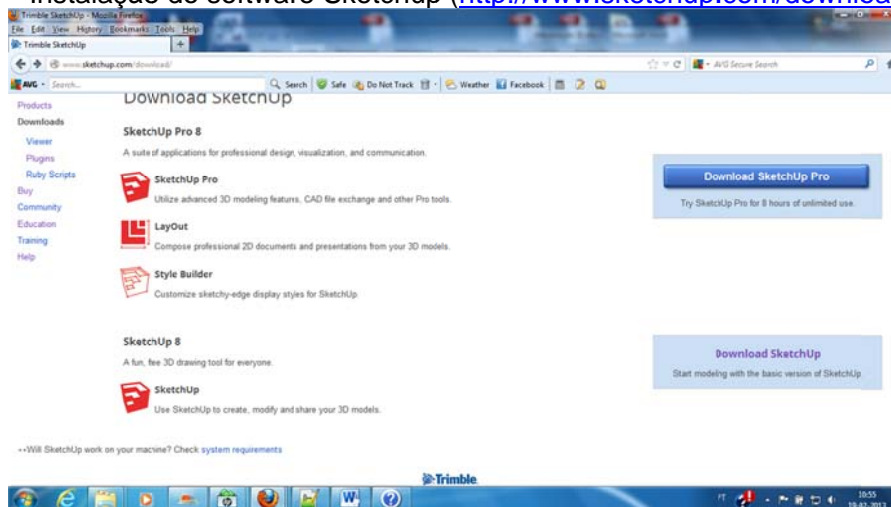 Instalação do software Sketchup (http://www.sketchup.com/downloa
Trimble SketchUp - Mozilla Firefox
File Edit View History Bookmarks Tools Help
Trimble SketchUp
www.sketchup.com/download/
AVG Secure Search
AVG Search...
Search Safe Do Not Track Weather Facebook
Download SketchUp
Products
Downloads
Viewer
Plugins
Ruby Scripts
Buy
Community
Education
Training
Help
SketchUp Pro 8
A suite of applications for professional design, visualization, and communication.
SketchUp Pro
Utilize advanced 3D modeling features, CAD file exchange and other Pro tools.
LayOut
Compose professional 2D documents and presentations from your 3D models.
Style Builder
Customize sketchy-edge display styles for SketchUp
Download SketchUp Pro
Try SketchUp Pro for 8 hours of unlimited use.
SketchUp 8
A fun, fee 3D drawing tool for everyone.
SketchUp
Use SketchUp to create, modify and share your 3D models.
Download SketchUp
Start modeling with the basic version of SketchUp
Will SketchUp work on your machine? Check system requirements
Trimble
PT
10:55
19-02-2013